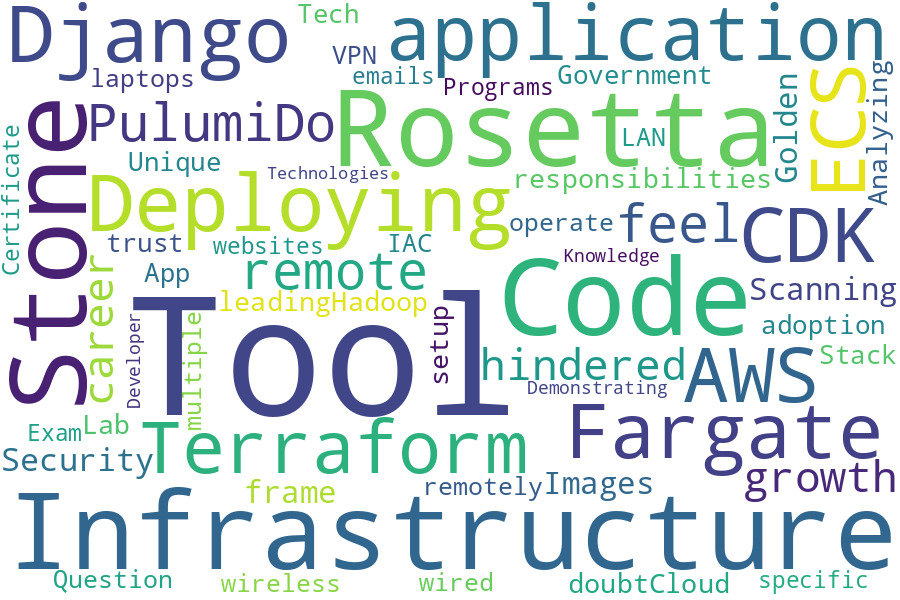 Django
Tech
application
VPN
laptops
emails
Government
Programs
Analyzing
ECS
Golden
Rosetta
PulumiDo
LAN
Stone
Certificate
Unique
Technologies
responsibilities
Deploying
operate
feel
CDK
trust
websites
IAC
Knowledge
App
remote
Code
Scanning
career
Tool
leadingHadoop
setup
adoption
Developer
multiple
hindered
AWS
Stack
Demonstrating
Exam
Lab
Terraform
Fargate
Security
growth
frame
remotely
Images
Infrastructure
Question
wireless
wired
doubtCloud
specific